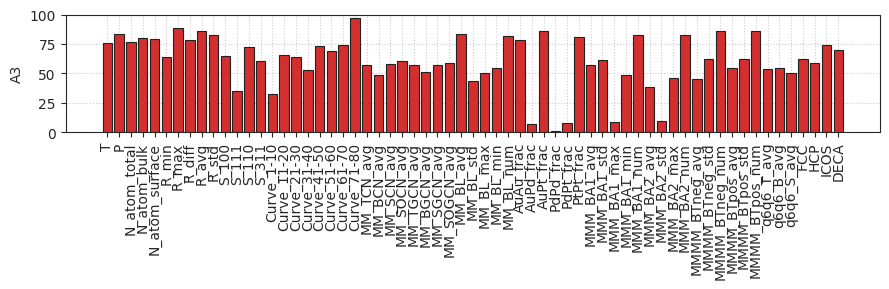 A3
100
75
50
25
0
T
P
N_atom_total
N_atom_bulk
N_atom_surface
R_min
R_max
R_diff
R_avg
R_std
S_100
S_111
S_110
S_311
Curve_1-10
Curve_11-20
Curve_21-30
Curve_31-40
Curve_41-50
Curve_51-60
Curve_61-70
Curve_71-80
MM_TCN_avg
MM_BCN_avg
MM_SCN_avg
MM_SOCN_avg
MM_TGCN_avg
MM_BGCN_avg
MM_SGCN_avg
MM_SOGCN_avg
MM_BL_avg
MM_BL_std
MM_BL_max
MM_BL_min
MM_BL_num
AuAu_frac
AuPd_frac
AuPt_frac
PdPd_frac
PdPt_frac
PtPt_frac
MMM_BA1_avg
MMM_BA1_std
MMM_BA1_max
MMM_BA1_min
MMM_BA1_num
MMM_BA2_avg
MMM_BA2_std
MMM_BA2_max
MMM_BA2_num
MMMM_BTneg_avg
MMMM_BTneg_std
MMMM_BTneg_num
MMMM_BTpos_avg
MMMM_BTpos_std
MMMM_BTpos_num
q6q6_T_avg
q6q6_B_avg
q6q6_S_avg
FCC
HCP
ICOS
DECA